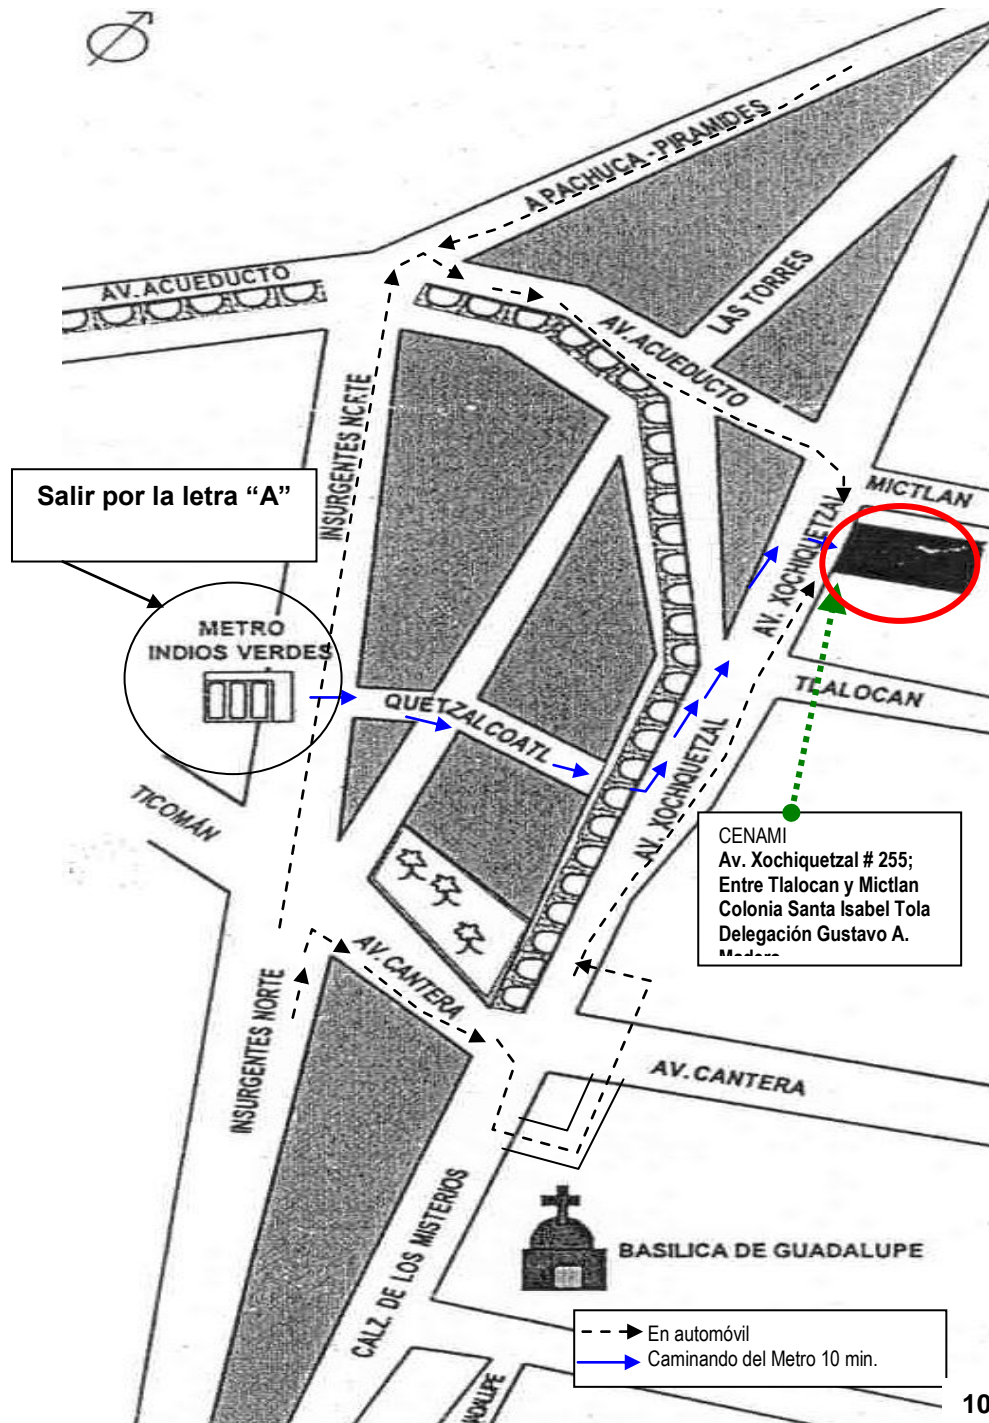 A PACHUCA - PIRAMIDES
AV. ACUEDUCTO
LAS TORRES
AV. ACUEDUCTO
INSURGENTES NORTE
Salir por la letra “A”
MICTLAN
AV. XOCHIQUETZAL
METRO
INDIOS VERDES
QUETZALCOATL
TLALOCAN
TICOMÁN
AV. XOCHIQUETZAL
CENAMI
Av. Xochiquetzal # 255;
Entre Tlalocan y Mictlan
Colonia Santa Isabel Tola
Delegación Gustavo A.
Madero
AV. CANTERA
INSURGENTES NORTE
AV. CANTERA
CALZ. DE LOS MISTERIOS
BASILICA DE GUADALUPE
En automóvil
Caminando del Metro 10 min.
10